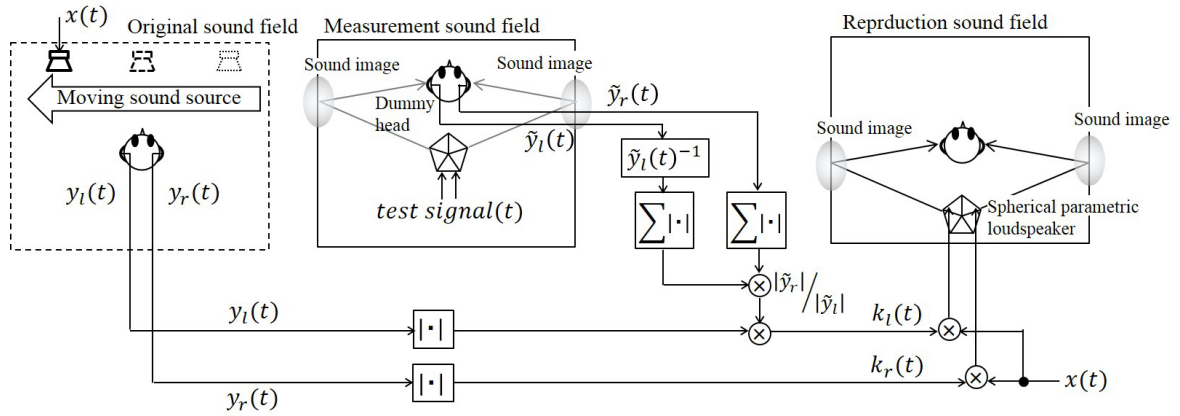 x(t)
Original sound field
Moving sound source
y_l(t)
y_r(t)
Measurement sound field
Sound image
Sound image
Dummy
head
ỹ_r(t)
ỹ_l(t)
test signal(t)
ỹ_l(t)⁻¹
∑|·|
∑|·|
|ỹ_r|/|ỹ_l|
Reprduction sound field
Sound image
Sound image
Spherical parametric
loudspeaker
y_l(t)
|·|
k_l(t)
y_r(t)
|·|
k_r(t)
x(t)